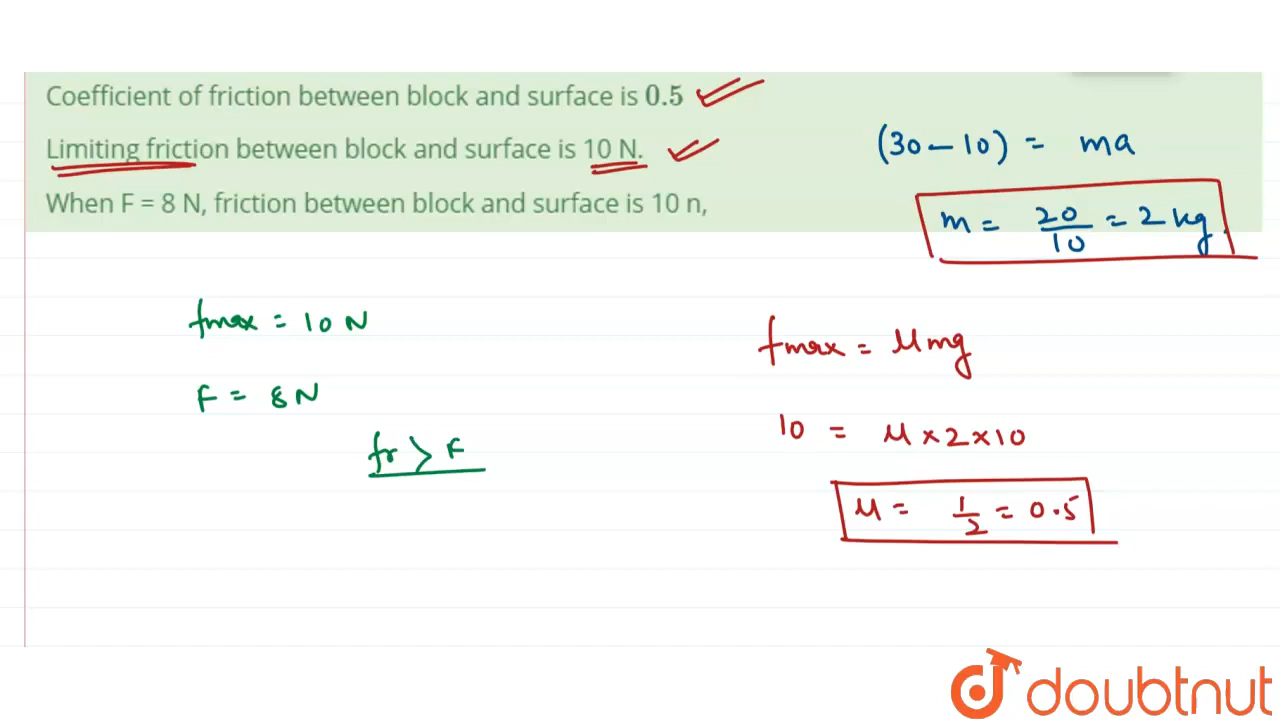 Coefficient of friction between block and surface is 0.5
Limiting friction between block and surface is 10 N.
When F = 8 N, friction between block and surface is 10 n,
(30-10) = ma
m = 20/10 = 2 kg.
fmax = 10 N
F = 8 N
fr > F
fmax = μmg
10 = μ×2×10
μ = 1/2 = 0.5
doubtnut